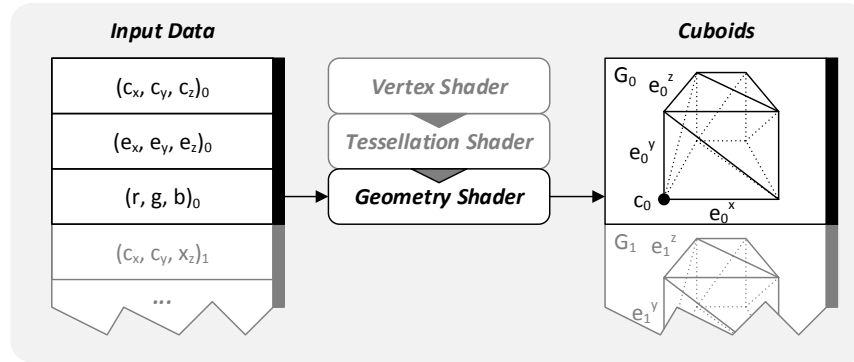 Input Data
Cuboids
(cx, cy, cz)0
(ex, ey, ez)0
(r, g, b)0
(cx, cy, xz)1
...
Vertex Shader
Tessellation Shader
Geometry Shader
G0
e0z
e0y
c0
e0x
G1
e1z
e1y